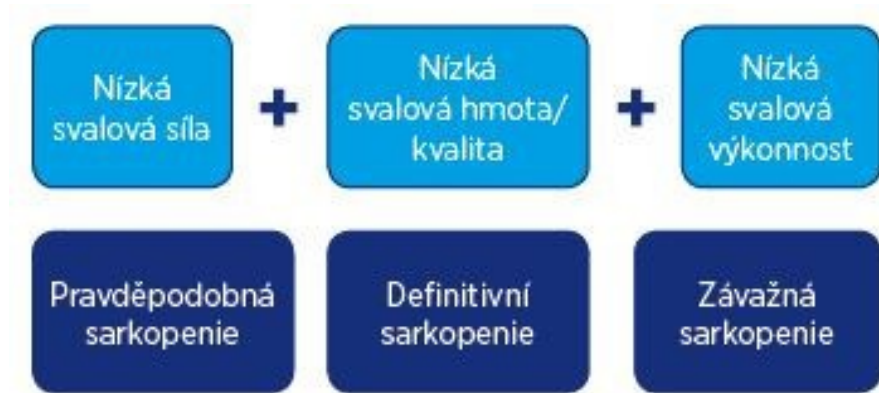 Nízká
svalová síla
+
Nízká
svalová hmota/
kvalita
+
Nízká
svalová
výkonnost
Pravděpodobná
sarkopenie
Definitivní
sarkopenie
Závažná
sarkopenie